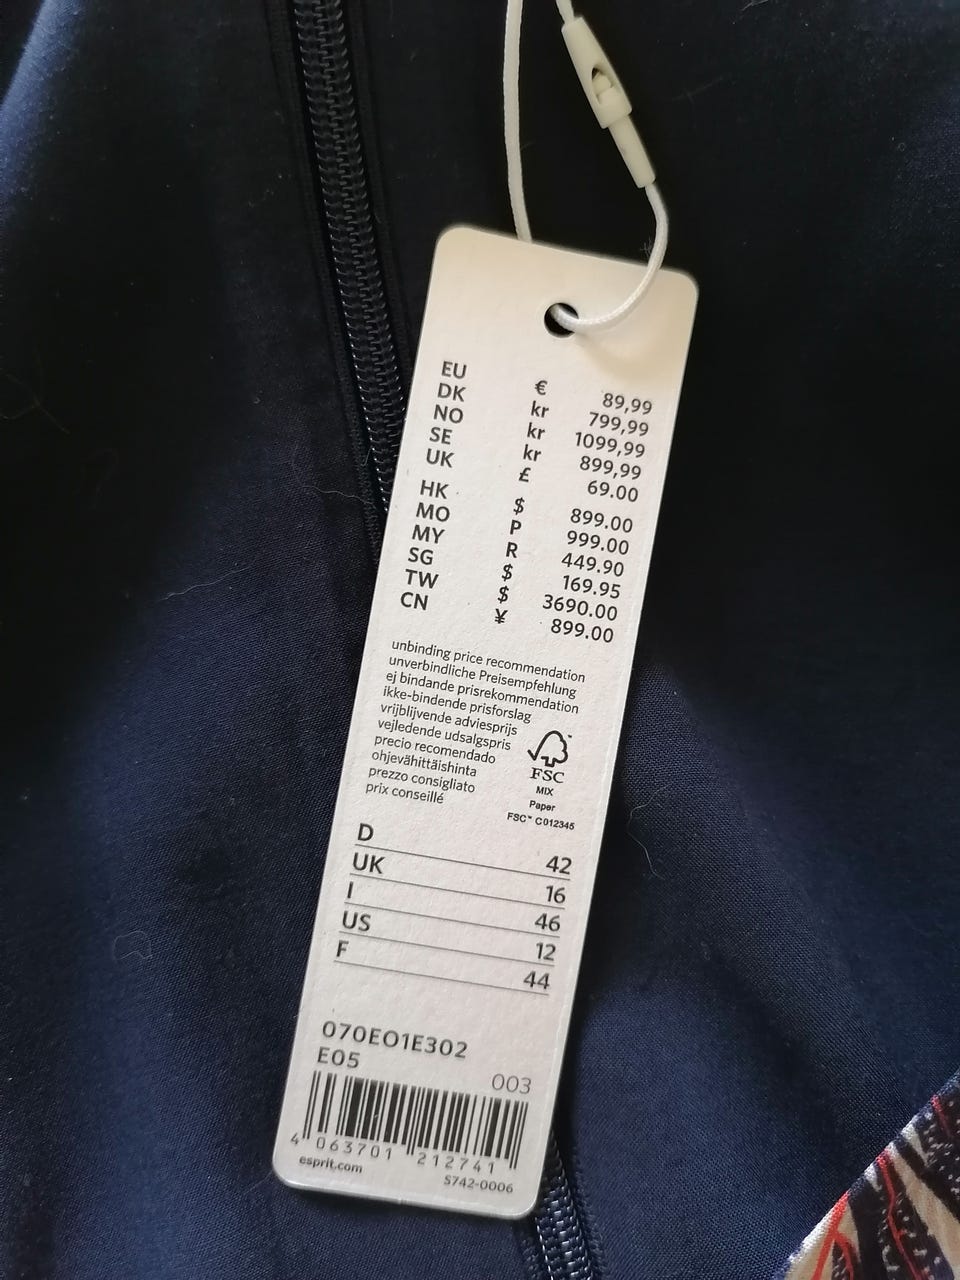 EU € 89,99
DK kr 799,99
NO kr 1099,99
SE kr 899,99
UK £ 69.00
HK $ 899.00
MO P 999.00
MY R 449.90
SG $ 169.95
TW $ 3690.00
CN ¥ 899.00
unbinding price recommendation
unverbindliche Preisempfehlung
ej bindande prisrekommendation
ikke-bindende prisforslag
vrijblijvende adviesprijs
vejledende udsalgspris
precio recomendado
ohjevähittäishinta
prezzo consigliato
prix conseillé
FSC
MIX
Paper
FSC™ C012345
D 42
UK 16
I 46
US 12
F 44
070EO1E302
E05
003
4 063701 212741
esprit.com
S742-0006